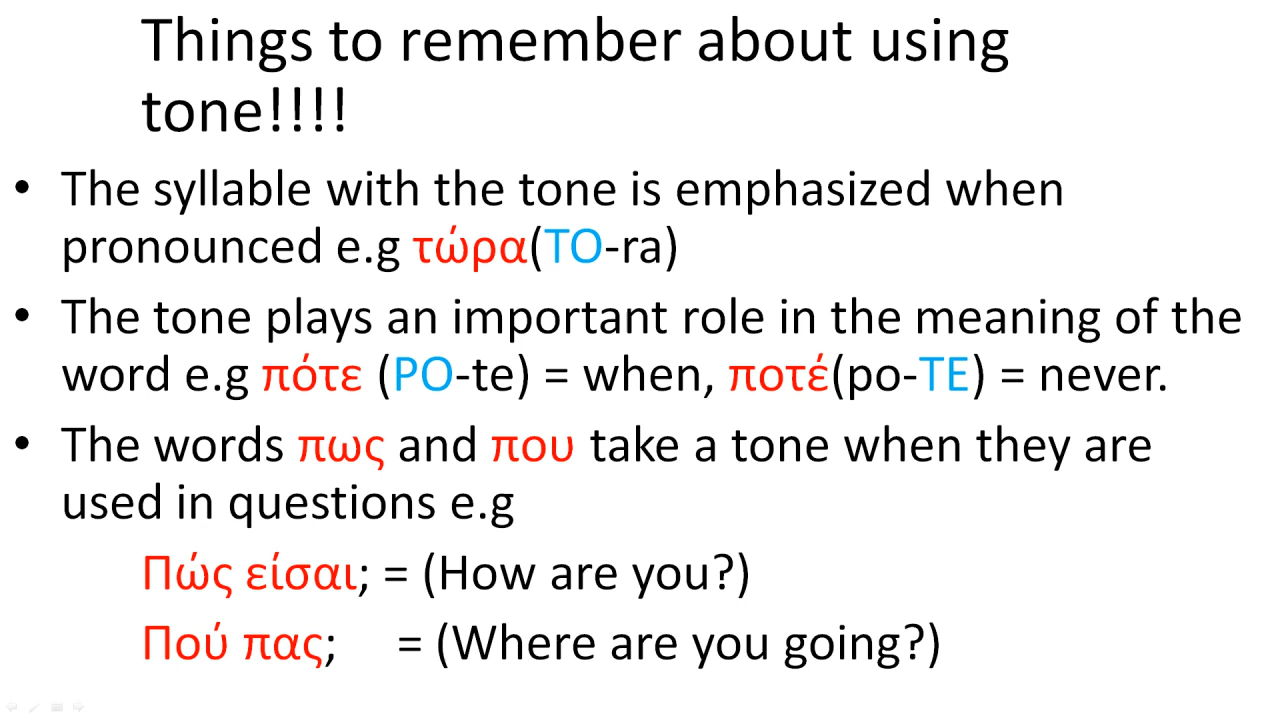 Things to remember about using
tone!!!!
• The syllable with the tone is emphasized when
pronounced e.g τώρα(TO-ra)
• The tone plays an important role in the meaning of the
word e.g πότε (PO-te) = when, ποτέ(po-TE) = never.
• The words πως and που take a tone when they are
used in questions e.g
Πώς είσαι; = (How are you?)
Πού πας; = (Where are you going?)